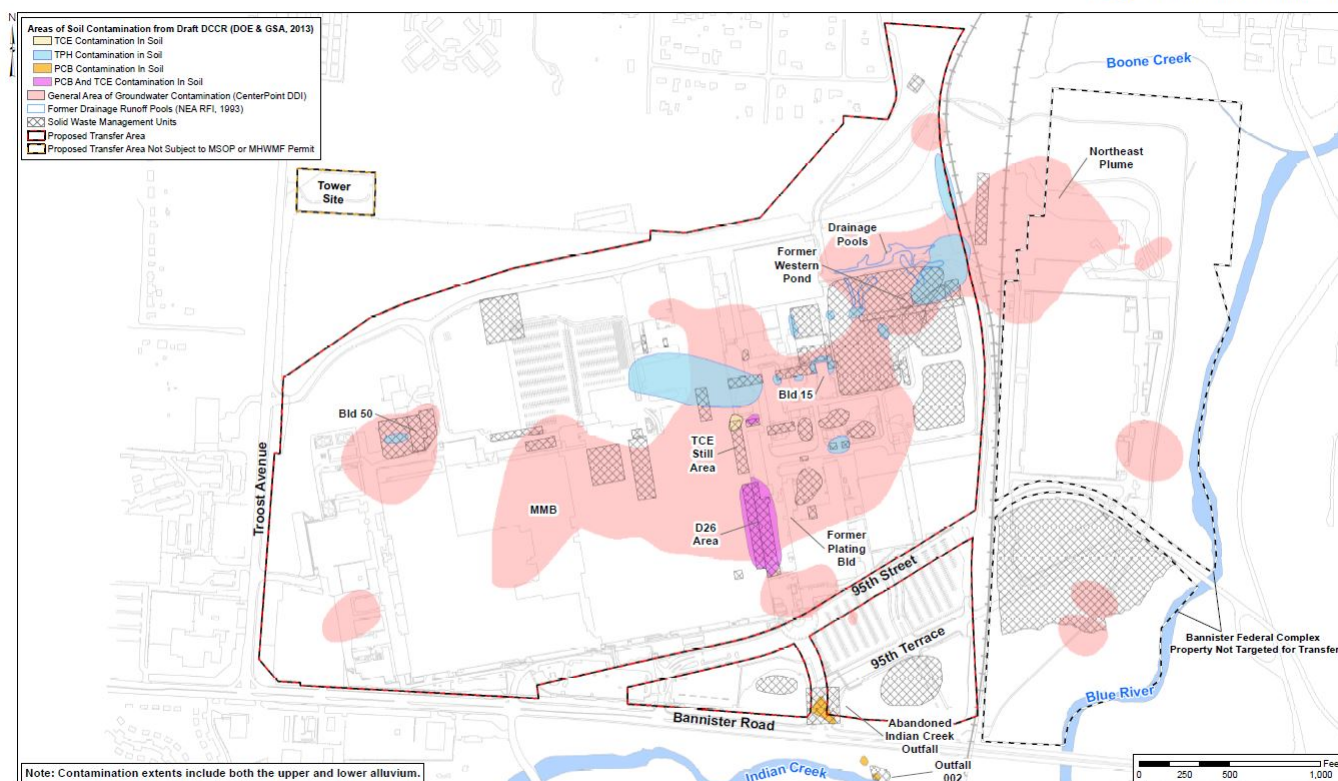 N
Areas of Soil Contamination from Draft DCCR (DOE & GSA, 2013)
TCE Contamination In Soil
TPH Contamination in Soil
PCB Contamination In Soil
PCB And TCE Contamination In Soil
General Area of Groundwater Contamination (CenterPoint DDI)
Former Drainage Runoff Pools (NEA RFI, 1993)
Solid Waste Management Units
Proposed Transfer Area
Proposed Transfer Area Not Subject to MSOP or MHWMF Permit
Boone Creek
Northeast
Plume
Tower
Site
Drainage
Pools
Former
Western
Pond
Bld 50
Bld 15
TCE
Still
Area
Troost Avenue
MMB
D26
Area
Former
Plating
Bld
95th Street
95th Terrace
Bannister Federal Complex
Property Not Targeted for Transfer
Blue River
Bannister Road
Abandoned
Indian Creek
Outfall
Outfall
002
Indian Creek
Note: Contamination extents include both the upper and lower alluvium.
Feet
0 250 500 1,00